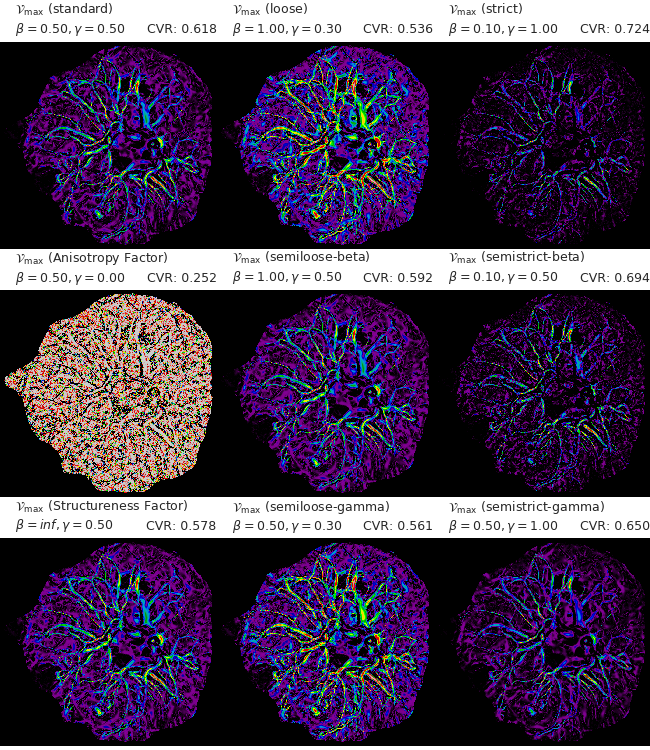 𝒱max (standard)
β = 0.50, γ = 0.50 CVR: 0.618
𝒱max (loose)
β = 1.00, γ = 0.30 CVR: 0.536
𝒱max (strict)
β = 0.10, γ = 1.00 CVR: 0.724
𝒱max (Anisotropy Factor)
β = 0.50, γ = 0.00 CVR: 0.252
𝒱max (semiloose-beta)
β = 1.00, γ = 0.50 CVR: 0.592
𝒱max (semistrict-beta)
β = 0.10, γ = 0.50 CVR: 0.694
𝒱max (Structureness Factor)
β = inf, γ = 0.50 CVR: 0.578
𝒱max (semiloose-gamma)
β = 0.50, γ = 0.30 CVR: 0.561
𝒱max (semistrict-gamma)
β = 0.50, γ = 1.00 CVR: 0.650